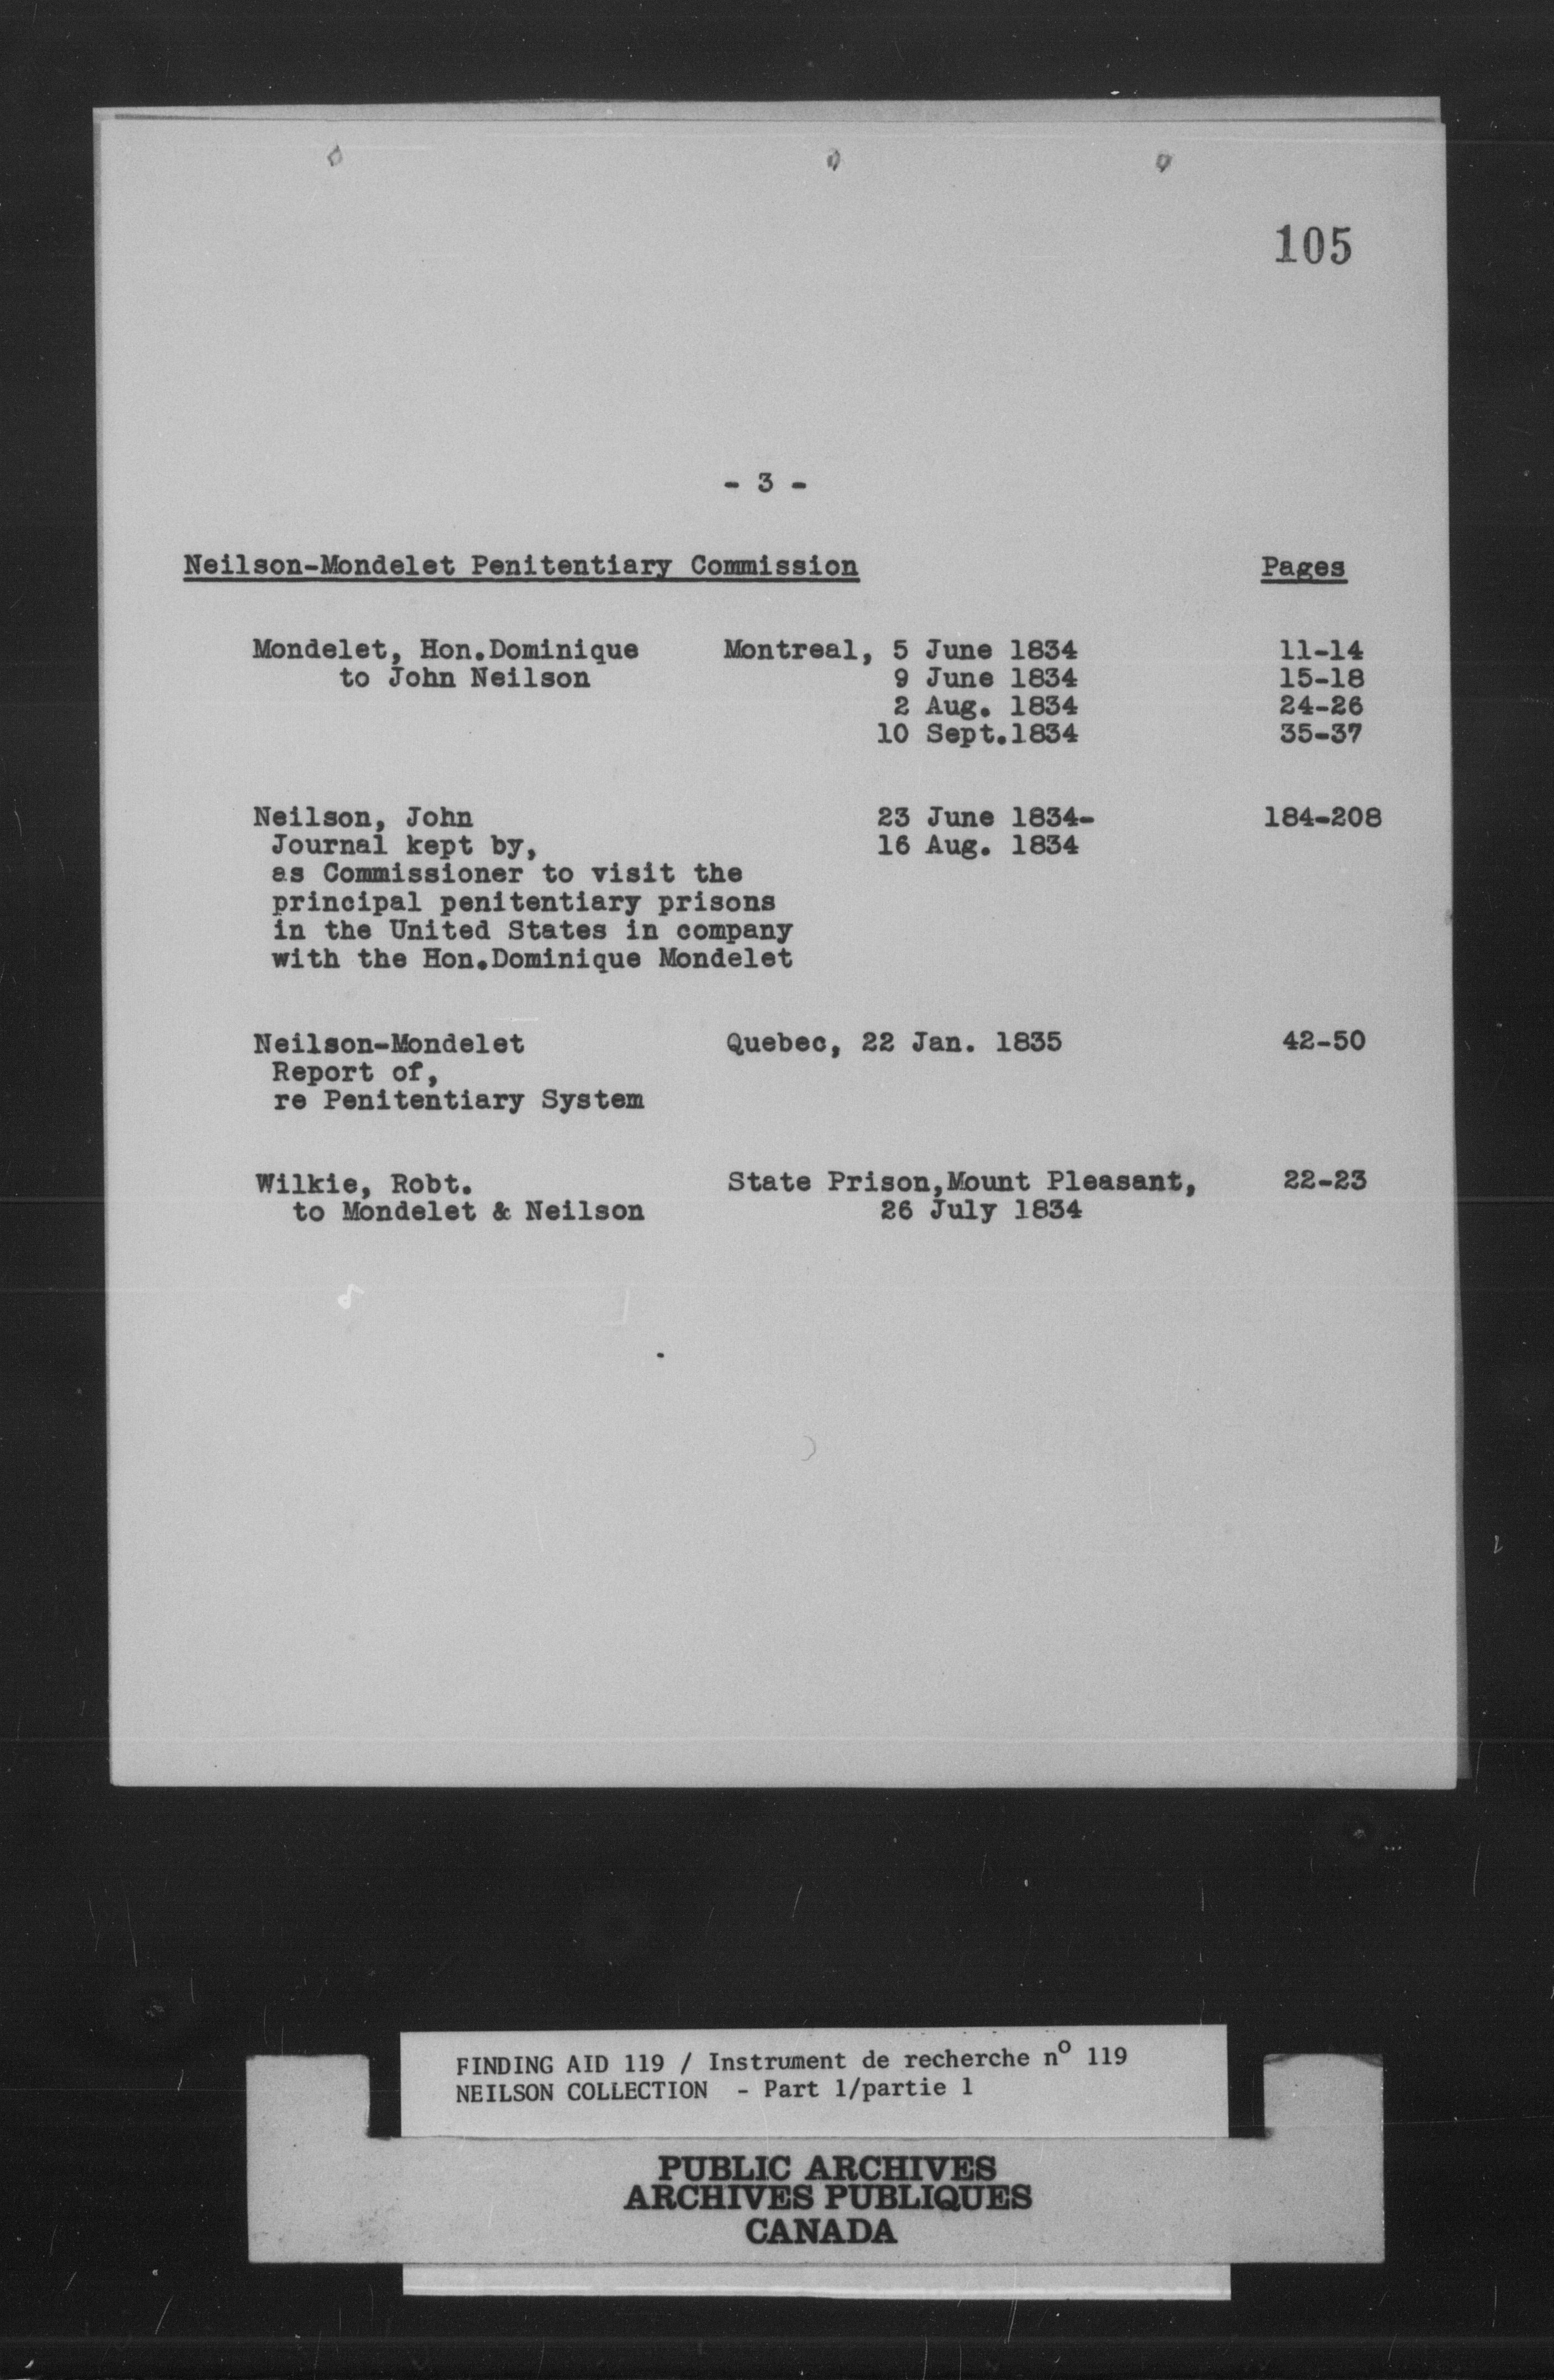 105
- 3 -
Neilson-Mondelet Penitentiary Commission Pages
Mondelet, Hon.Dominique Montreal, 5 June 1834 11-14
to John Neilson 9 June 1834 15-18
2 Aug. 1834 24-26
10 Sept.1834 35-37
Neilson, John 23 June 1834- 184-208
Journal kept by, 16 Aug. 1834
as Commissioner to visit the
principal penitentiary prisons
in the United States in company
with the Hon.Dominique Mondelet
Neilson-Mondelet Quebec, 22 Jan. 1835 42-50
Report of,
re Penitentiary System
Wilkie, Robt. State Prison,Mount Pleasant, 22-23
to Mondelet & Neilson 26 July 1834
FINDING AID 119 / Instrument de recherche nº 119
NEILSON COLLECTION - Part 1/partie 1
PUBLIC ARCHIVES
ARCHIVES PUBLIQUES
CANADA